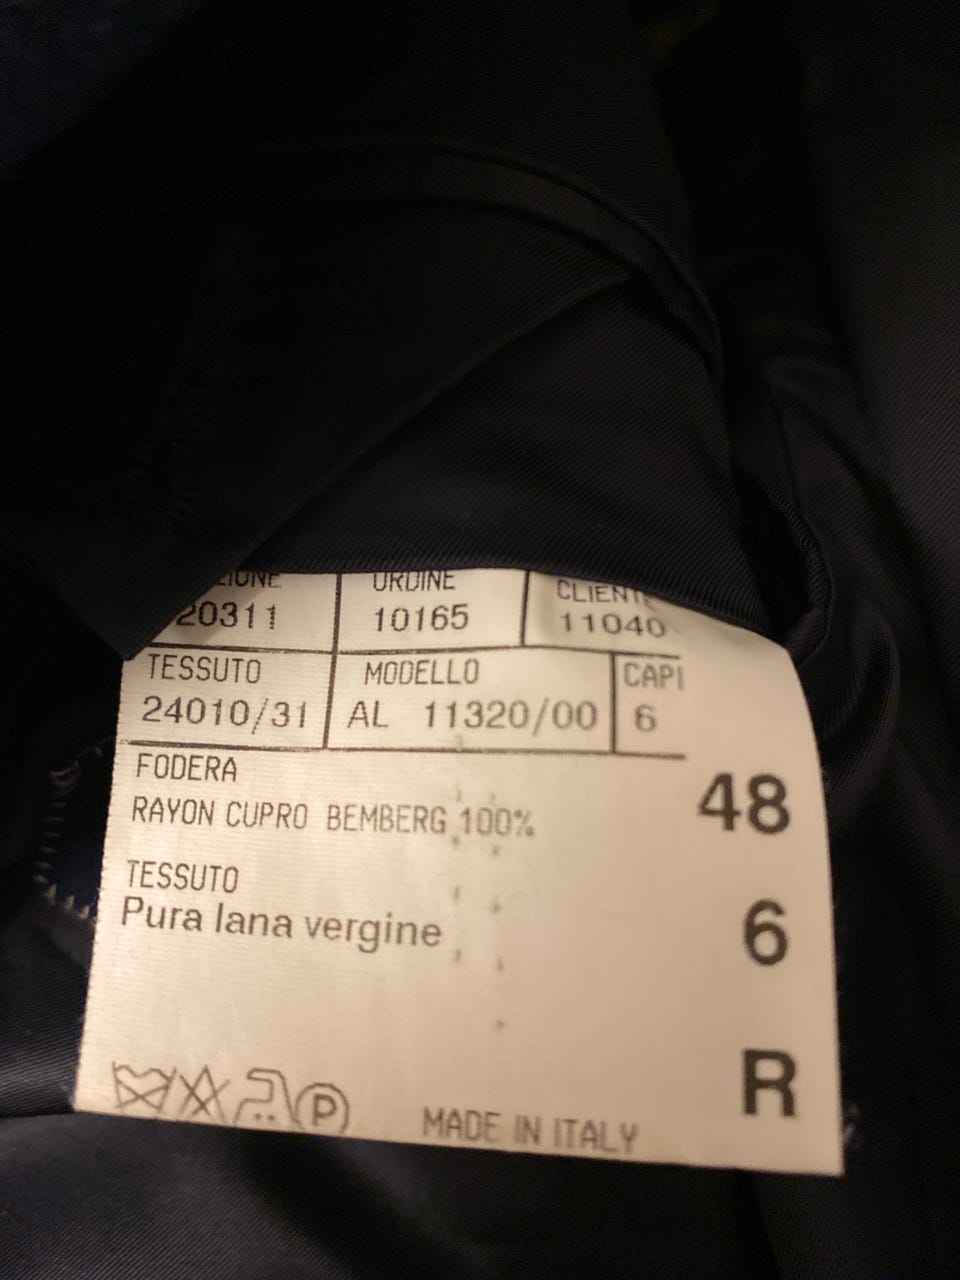 ORDINE CLIENTE
20311 10165 11040
TESSUTO MODELLO CAPI
24010/31 AL 11320/00 6
FODERA
RAYON CUPRO BEMBERG 100%
48
TESSUTO
Pura lana vergine
6
R
P
MADE IN ITALY